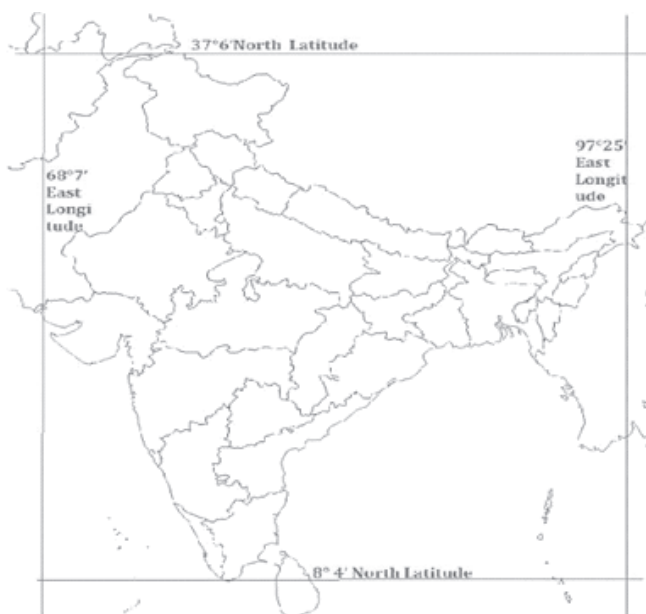 37°6′North Latitude
68°7′
East
Longi
tude
97°25′
East
Longit
ude
8° 4′ North Latitude